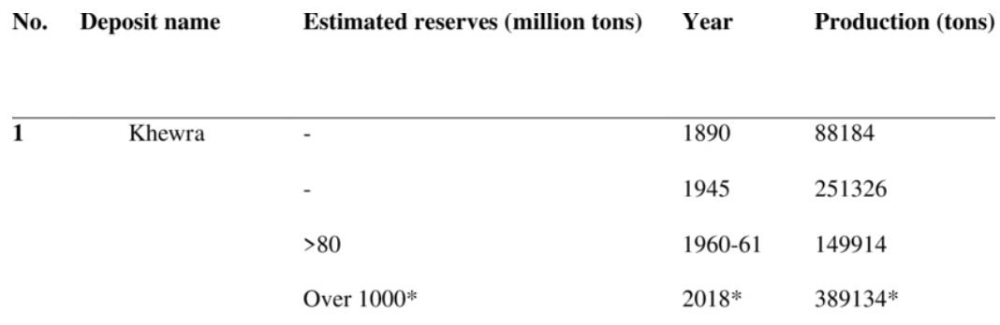 No. Deposit name Estimated reserves (million tons) Year Production (tons)
1 Khewra - 1890 88184
- 1945 251326
>80 1960-61 149914
Over 1000* 2018* 389134*